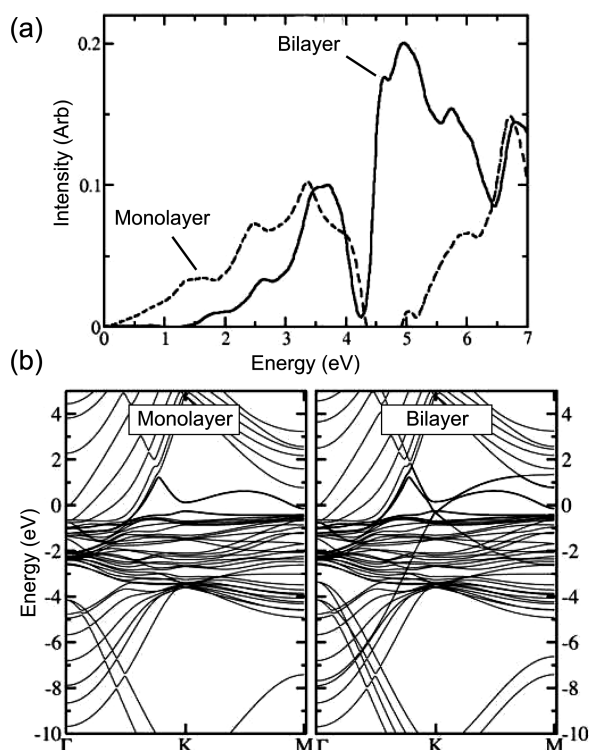 (a)
Intensity (Arb)
0.2
0.1
0
Bilayer
Monolayer
0 1 2 3 4 5 6 7
Energy (eV)
(b)
Energy (eV)
Monolayer
Bilayer
4 4
2 2
0 0
-2 -2
-4 -4
-6 -6
-8 -8
-10 -10
Γ K M Γ K M